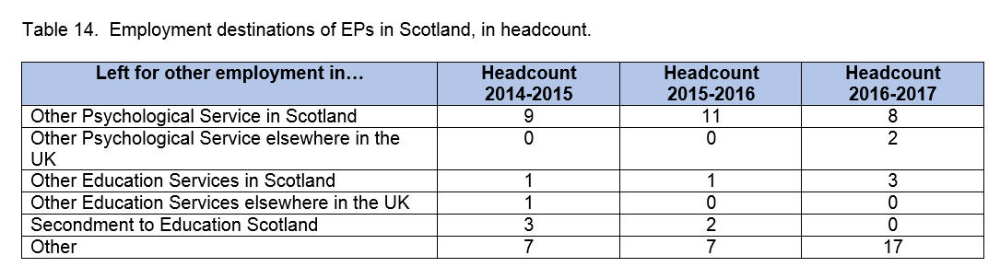 Table 14.  Employment destinations of EPs in Scotland, in headcount.
Left for other employment in… Headcount 2014-2015 Headcount 2015-2016 Headcount 2016-2017
Other Psychological Service in Scotland 9 11 8
Other Psychological Service elsewhere in the UK 0 0 2
Other Education Services in Scotland 1 1 3
Other Education Services elsewhere in the UK 1 0 0
Secondment to Education Scotland 3 2 0
Other 7 7 17